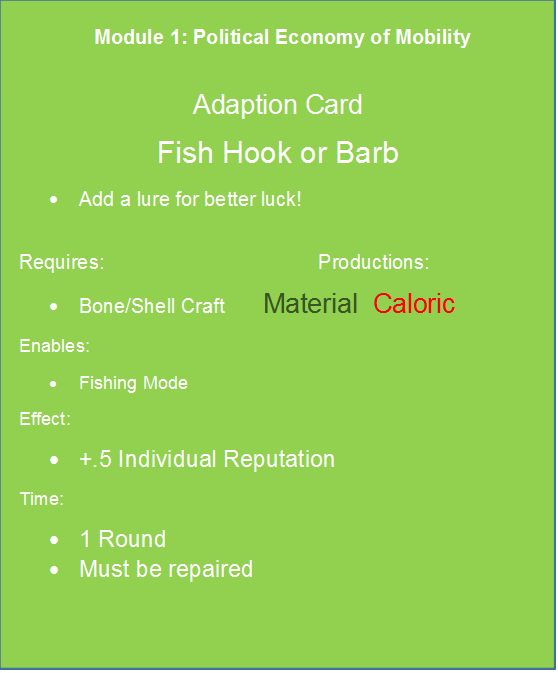 Module 1: Political Economy of Mobility
Adaption Card
Fish Hook or Barb
• Add a lure for better luck!
Requires: Productions:
• Bone/Shell Craft Material Caloric
Enables:
• Fishing Mode
Effect:
• +.5 Individual Reputation
Time:
• 1 Round
• Must be repaired